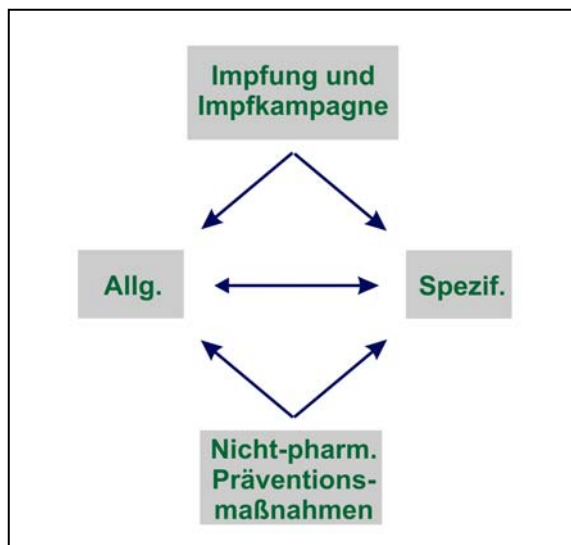 Impfung und
Impfkampagne
Allg.
Spezif.
Nicht-pharm.
Präventions-
maßnahmen